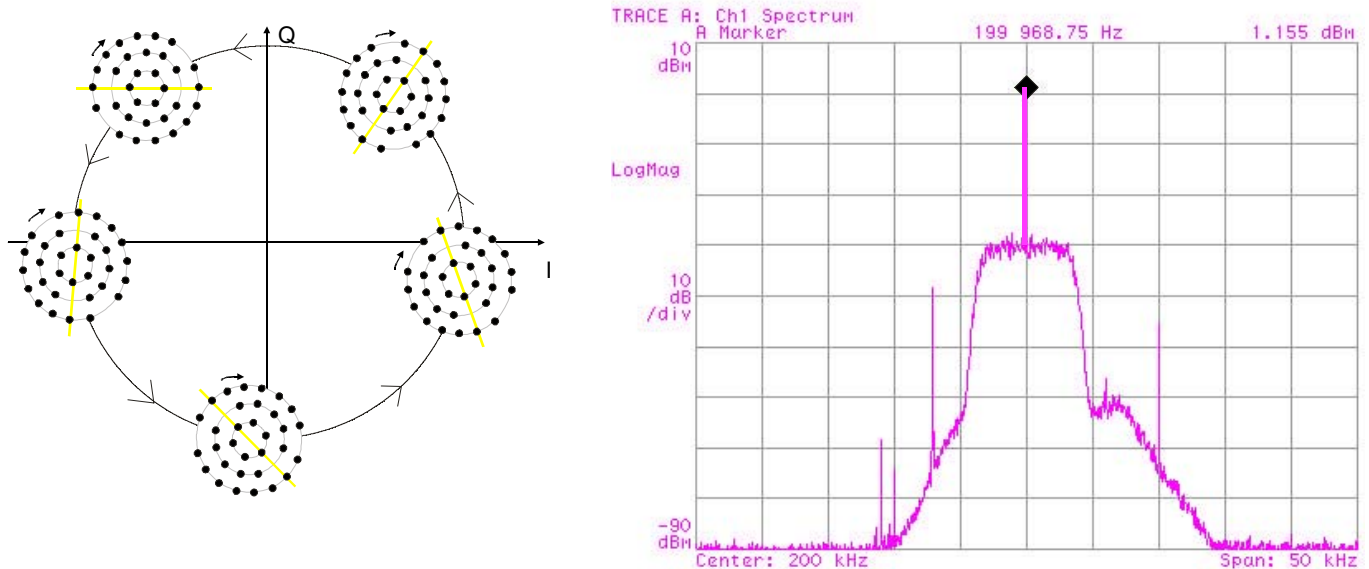 Q
I
TRACE A: Ch1 Spectrum
A Marker 199 968.75 Hz 1.155 dBm
10
dBm
LogMag
10
dB
/div
-90
dBm
Center: 200 kHz Span: 50 kHz